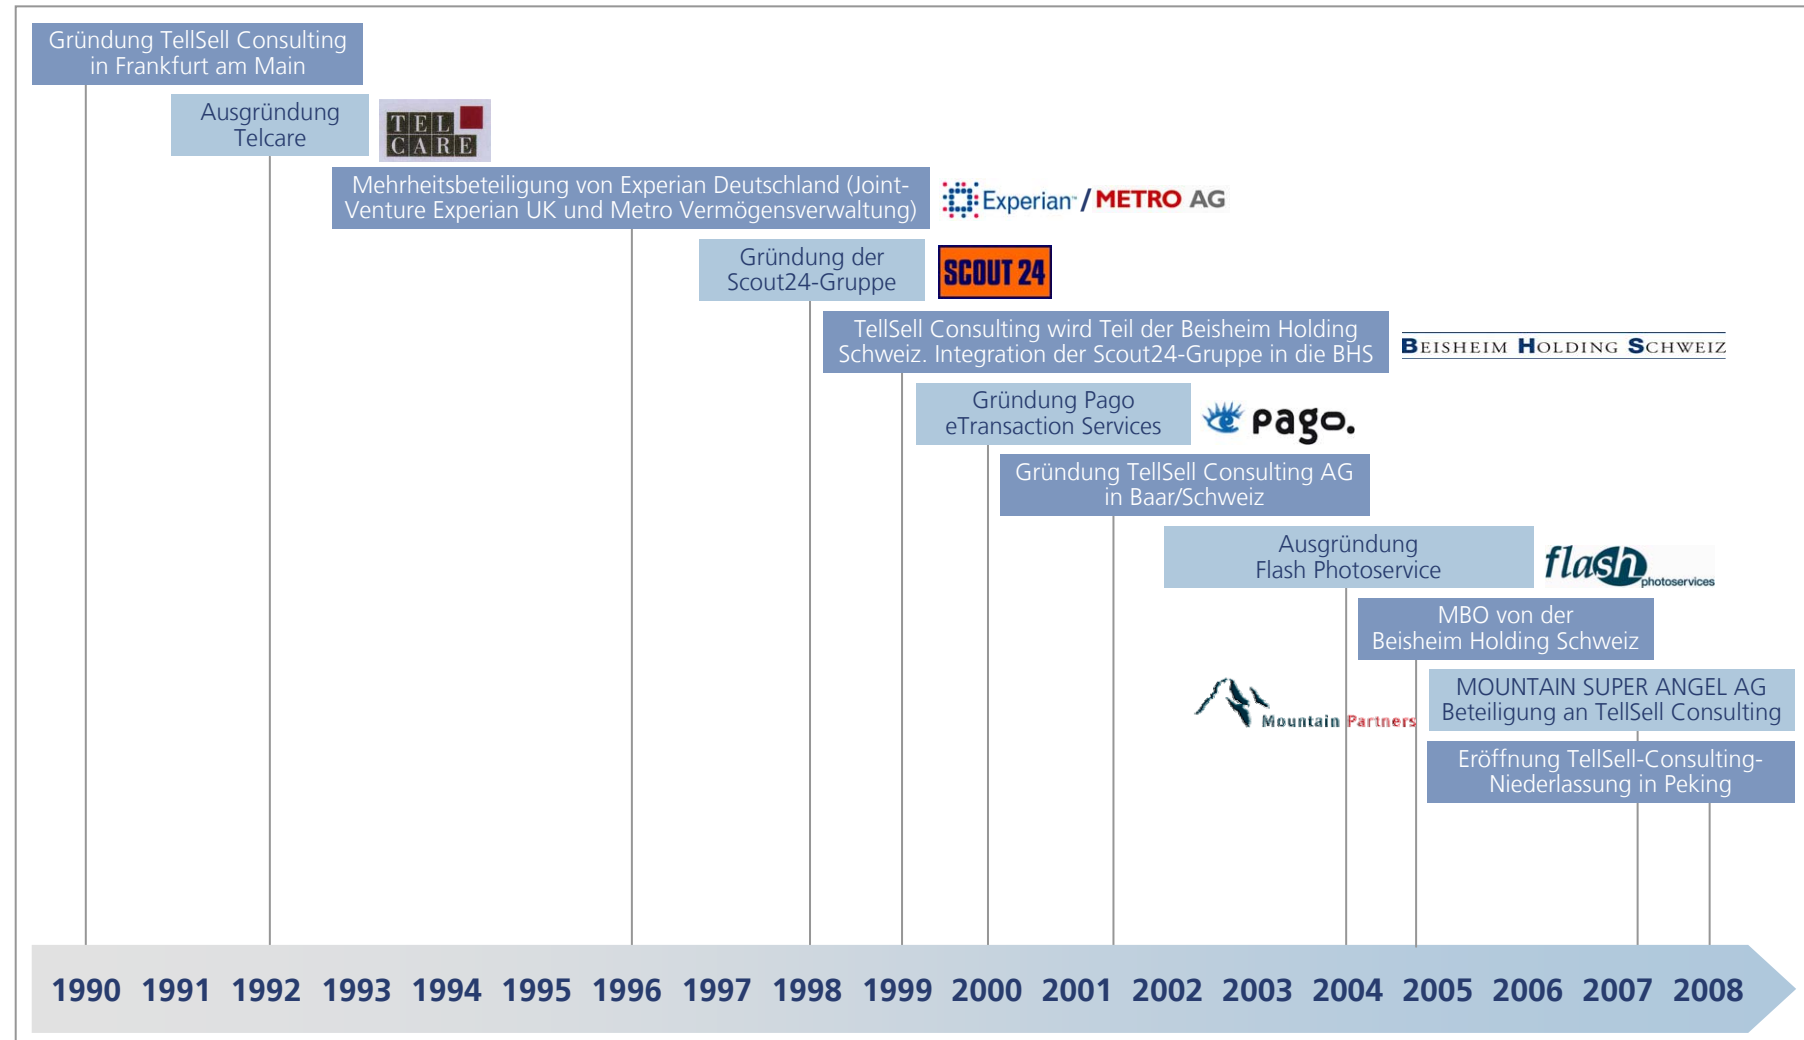 Gründung TellSell Consulting
in Frankfurt am Main
Ausgründung
Telcare
TEL
CARE
Mehrheitsbeteiligung von Experian Deutschland (Joint-
Venture Experian UK und Metro Vermögensverwaltung)
Experian™ / METRO AG
Gründung der
Scout24-Gruppe
SCOUT 24
TellSell Consulting wird Teil der Beisheim Holding
Schweiz. Integration der Scout24-Gruppe in die BHS
BEISHEIM HOLDING SCHWEIZ
Gründung Pago
eTransaction Services
e pago.
Gründung TellSell Consulting AG
in Baar/Schweiz
Ausgründung
Flash Photoservice
flash
photoservices
MBO von der
Beisheim Holding Schweiz
Mountain Partners
MOUNTAIN SUPER ANGEL AG
Beteiligung an TellSell Consulting
Eröffnung TellSell-Consulting-
Niederlassung in Peking
1990 1991 1992 1993 1994 1995 1996 1997 1998 1999 2000 2001 2002 2003 2004 2005 2006 2007 2008